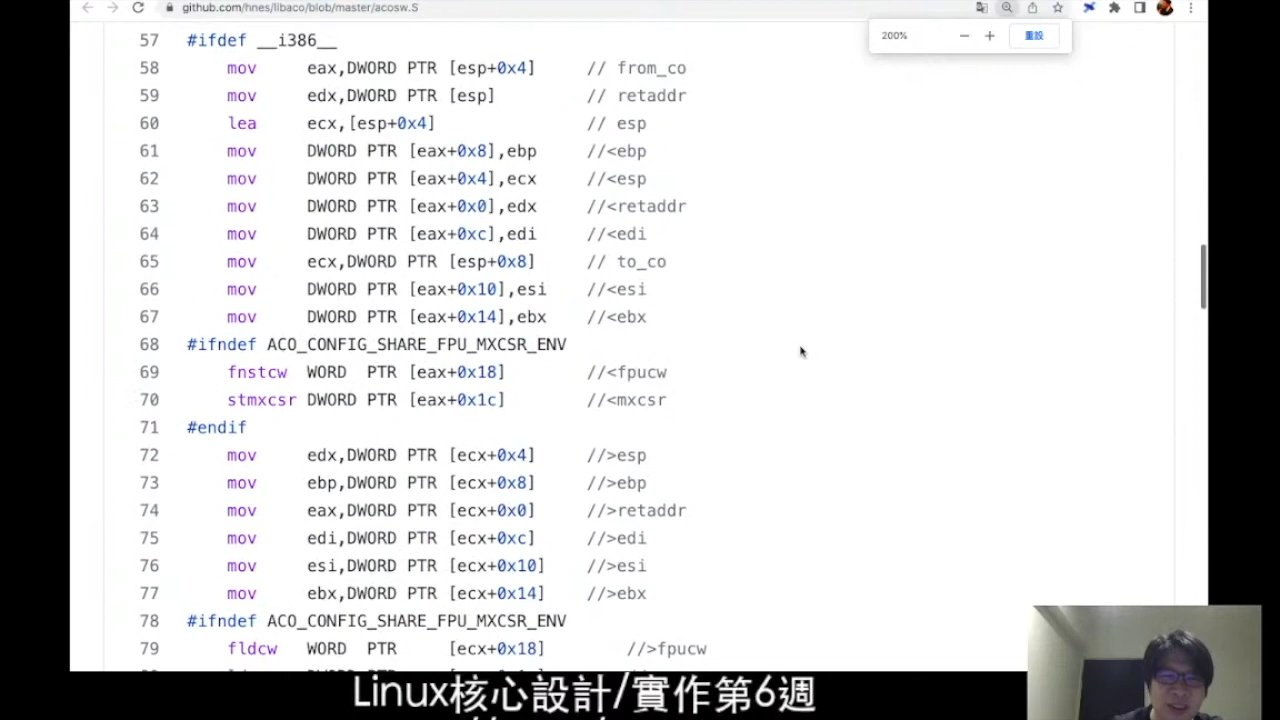 github.com/hnes/libaco/blob/master/acosw.S
200%
重設
57 #ifdef __i386__
58 mov eax,DWORD PTR [esp+0x4] // from_co
59 mov edx,DWORD PTR [esp] // retaddr
60 lea ecx,[esp+0x4] // esp
61 mov DWORD PTR [eax+0x8],ebp //<ebp
62 mov DWORD PTR [eax+0x4],ecx //<esp
63 mov DWORD PTR [eax+0x0],edx //<retaddr
64 mov DWORD PTR [eax+0xc],edi //<edi
65 mov ecx,DWORD PTR [esp+0x8] // to_co
66 mov DWORD PTR [eax+0x10],esi //<esi
67 mov DWORD PTR [eax+0x14],ebx //<ebx
68 #ifndef ACO_CONFIG_SHARE_FPU_MXCSR_ENV
69 fnstcw WORD PTR [eax+0x18] //<fpucw
70 stmxcsr DWORD PTR [eax+0x1c] //<mxcsr
71 #endif
72 mov edx,DWORD PTR [ecx+0x4] //>esp
73 mov ebp,DWORD PTR [ecx+0x8] //>ebp
74 mov eax,DWORD PTR [ecx+0x0] //>retaddr
75 mov edi,DWORD PTR [ecx+0xc] //>edi
76 mov esi,DWORD PTR [ecx+0x10] //>esi
77 mov ebx,DWORD PTR [ecx+0x14] //>ebx
78 #ifndef ACO_CONFIG_SHARE_FPU_MXCSR_ENV
79 fldcw WORD PTR [ecx+0x18] //>fpucw
Linux核心設計/實作第6週